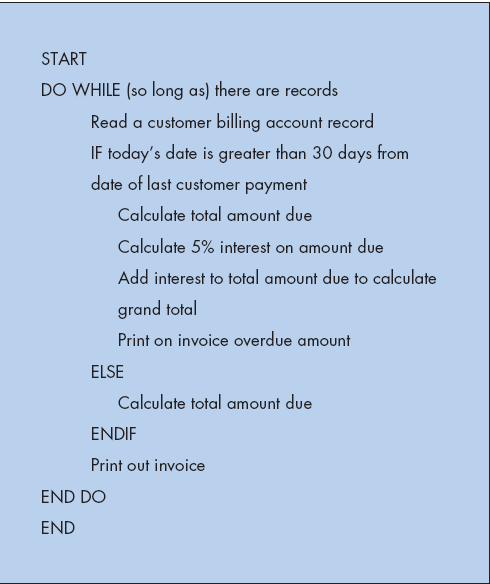 START
DO WHILE (so long as) there are records
Read a customer billing account record
IF today's date is greater than 30 days from
date of last customer payment
Calculate total amount due
Calculate 5% interest on amount due
Add interest to total amount due to calculate
grand total
Print on invoice overdue amount
ELSE
Calculate total amount due
ENDIF
Print out invoice
END DO
END